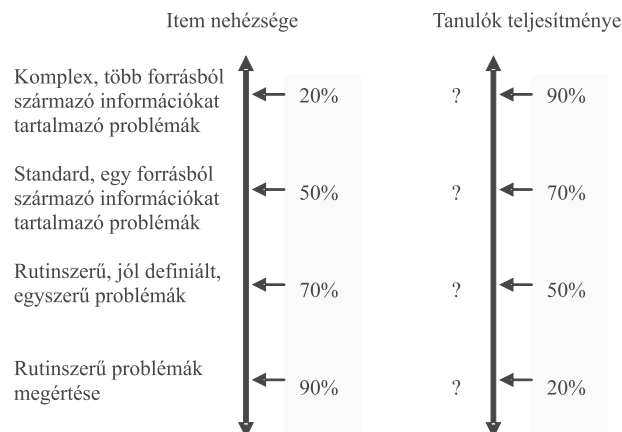 Item nehézsége
Tanulók teljesítménye
Komplex, több forrásból
származó információkat
tartalmazó problémák
20%
?
90%
Standard, egy forrásból
származó információkat
tartalmazó problémák
50%
?
70%
Rutinszerű, jól definiált,
egyszerű problémák
70%
?
50%
Rutinszerű problémák
megértése
90%
?
20%